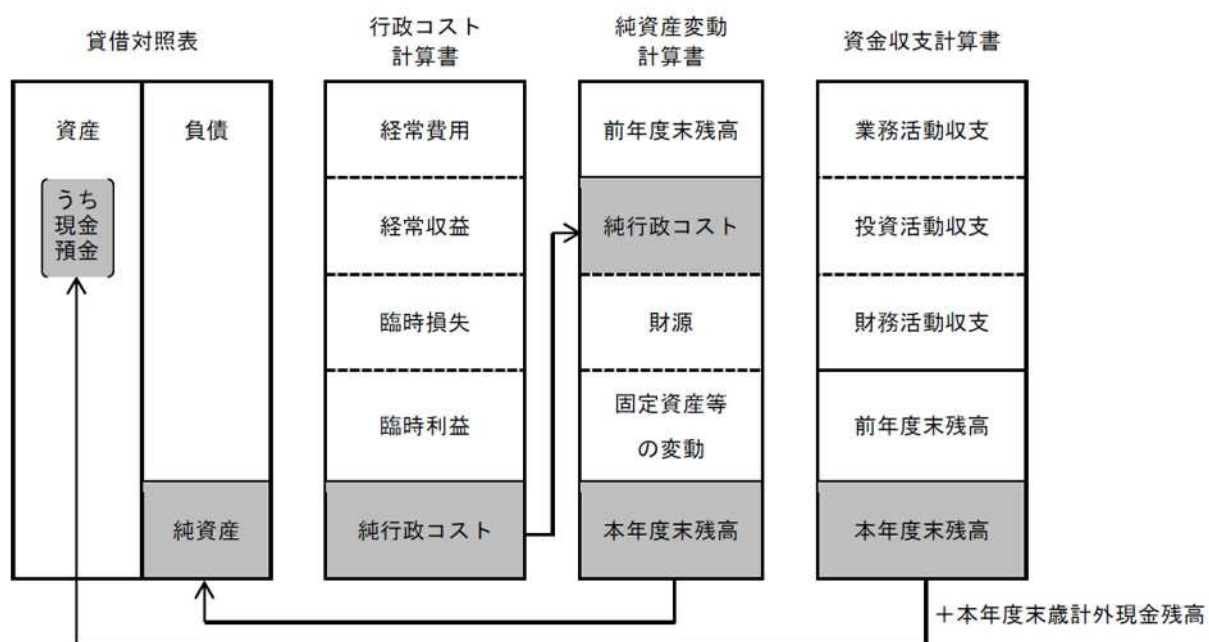 貸借対照表
資産
うち
現金
預金
負債
純資産
行政コスト
計算書
経常費用
経常収益
臨時損失
臨時利益
純行政コスト
純資産変動
計算書
前年度末残高
純行政コスト
財源
固定資産等
の変動
本年度末残高
資金収支計算書
業務活動収支
投資活動収支
財務活動収支
前年度末残高
本年度末残高
＋本年度末歳計外現金残高